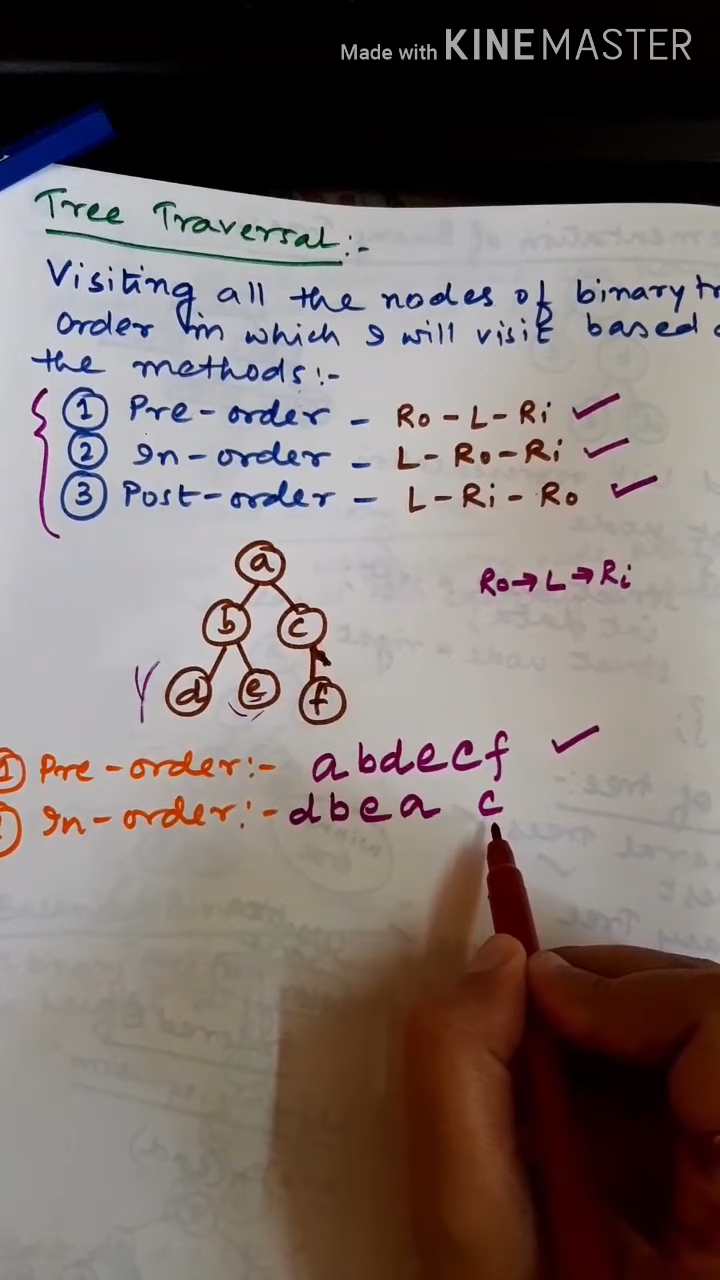 Made with KINEMASTER
Tree Traversal:-
Visiting all the nodes of binary
order in which I will visit based
the methods:-
① Pre-order - Ro-L-Ri ✓
② In-order - L-Ro-Ri ✓
③ Post-order - L-Ri-Ro ✓
a
Ro→L→Ri
b c
d e f
① Pre-order:- abdecf ✓
In-order:- dbea c